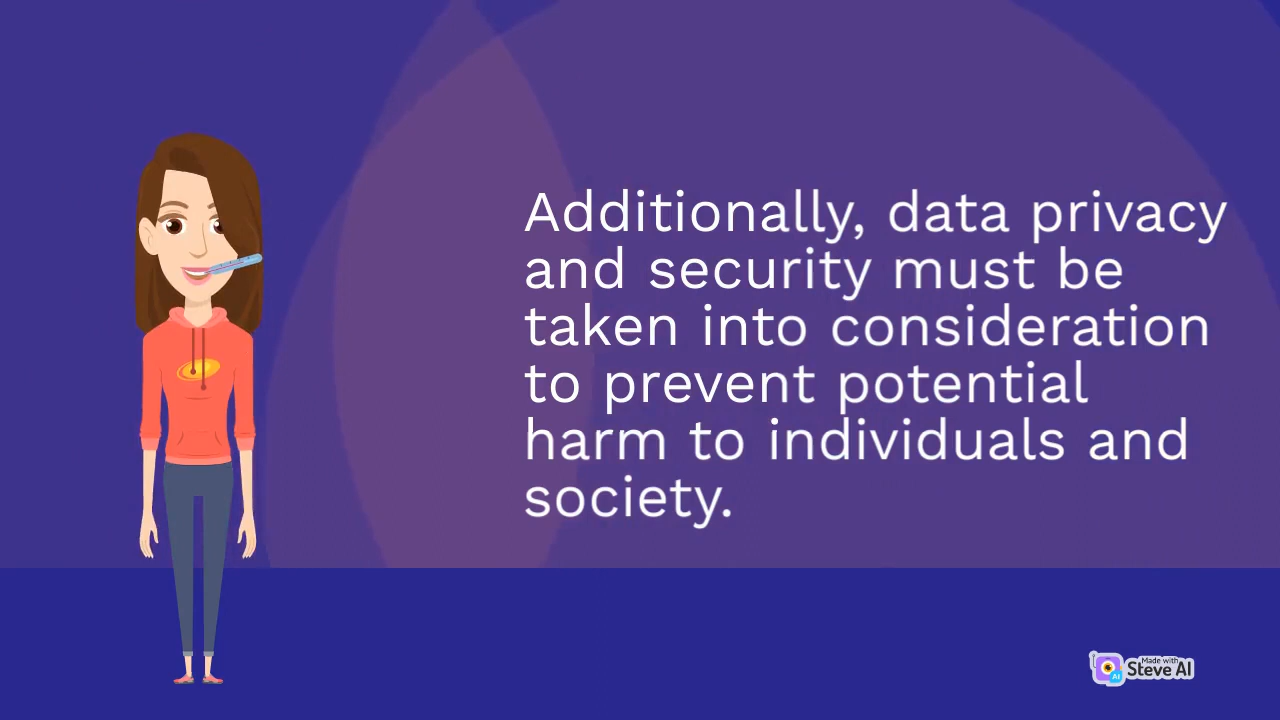 Additionally, data privacy
and security must be
taken into consideration
to prevent potential
harm to individuals and
society.
Made with
Steve AI
AI